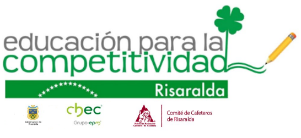 educación para la
competitividad
Risaralda
chec
Grupo epm
Comité de Cafeteros
de Risaralda